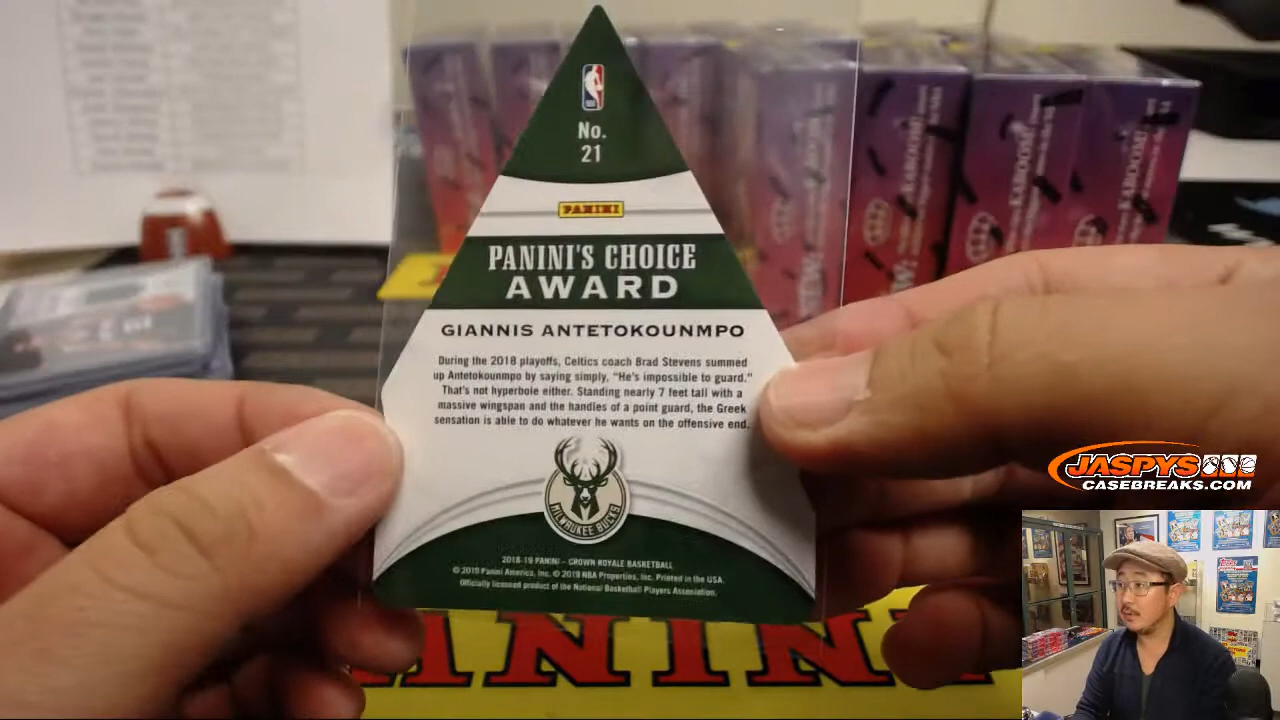 No.
21
PANINI
PANINI'S CHOICE
AWARD
GIANNIS ANTETOKOUNMPO
During the 2018 playoffs, Celtics coach Brad Stevens summed
up Antetokounmpo by saying simply, “He's impossible to guard.”
That's not hyperbole either. Standing nearly 7 feet tall with a
massive wingspan and the handles of a point guard, the Greek
sensation is able to do whatever he wants on the offensive end.
MILWAUKEE BUCKS
2018-19 PANINI – CROWN ROYALE BASKETBALL
© 2019 Panini America, Inc. © 2019 NBA Properties, Inc. Printed in the USA.
Officially licensed product of the National Basketball Players Association.
KABOOM!
KABOOM!
KABOOM!
JASPYS
CASEBREAKS.COM
ANINI